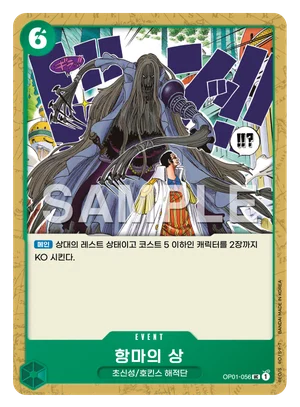 6
!!?
SAMPLE
메인 상대의 레스트 상태이고 코스트 5 이하인 캐릭터를 2장까지
KO 시킨다.
EVENT
항마의 상
초신성/호킨스 해적단
OP01-056 UC 1